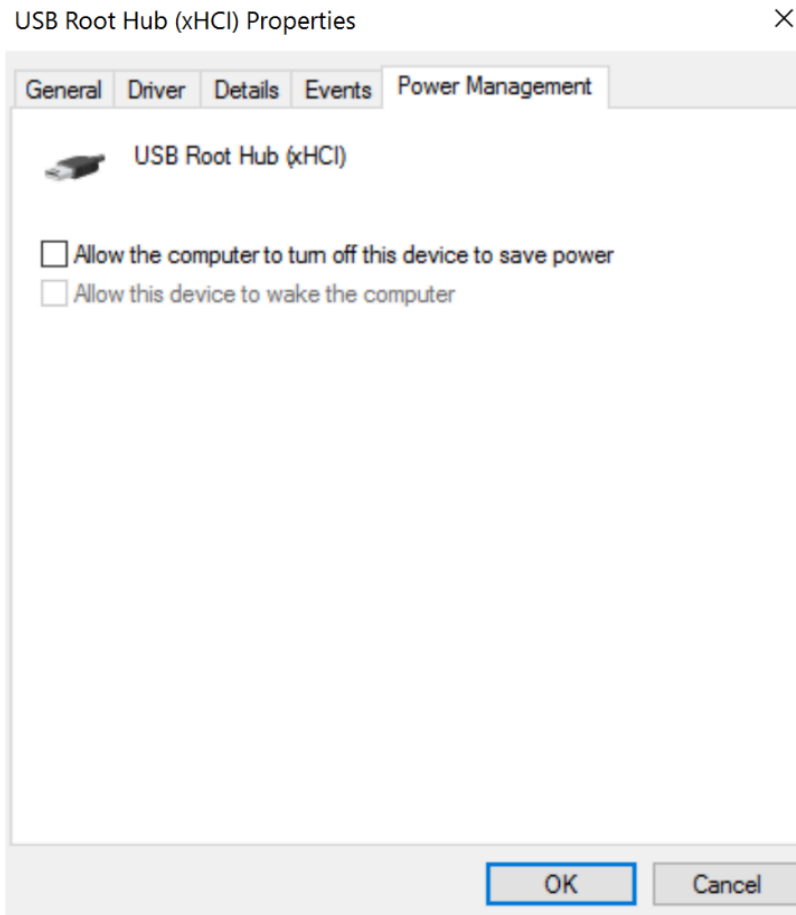 USB Root Hub (xHCI) Properties
General Driver Details Events Power Management
USB Root Hub (xHCI)
Allow the computer to turn off this device to save power
Allow this device to wake the computer
OK Cancel